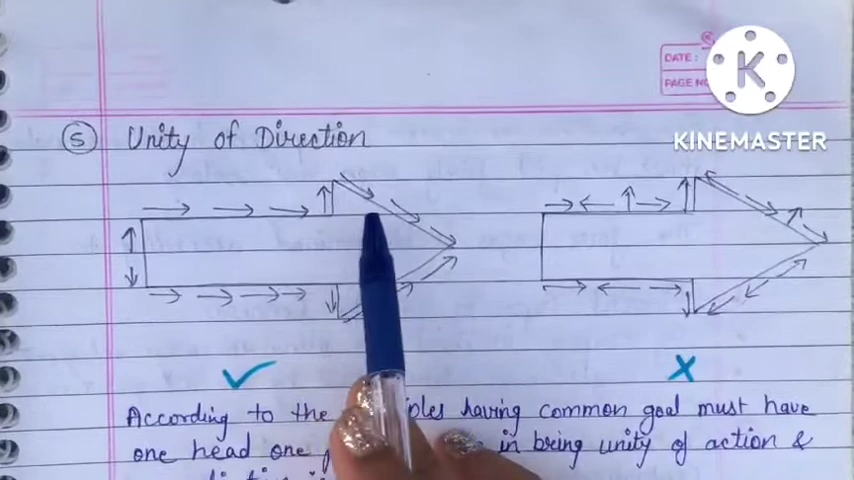 DATE:
PAGE NO
K
KINEMASTER
5 Unity of Direction
According to the having common goal must have
one head one in bring unity of action &